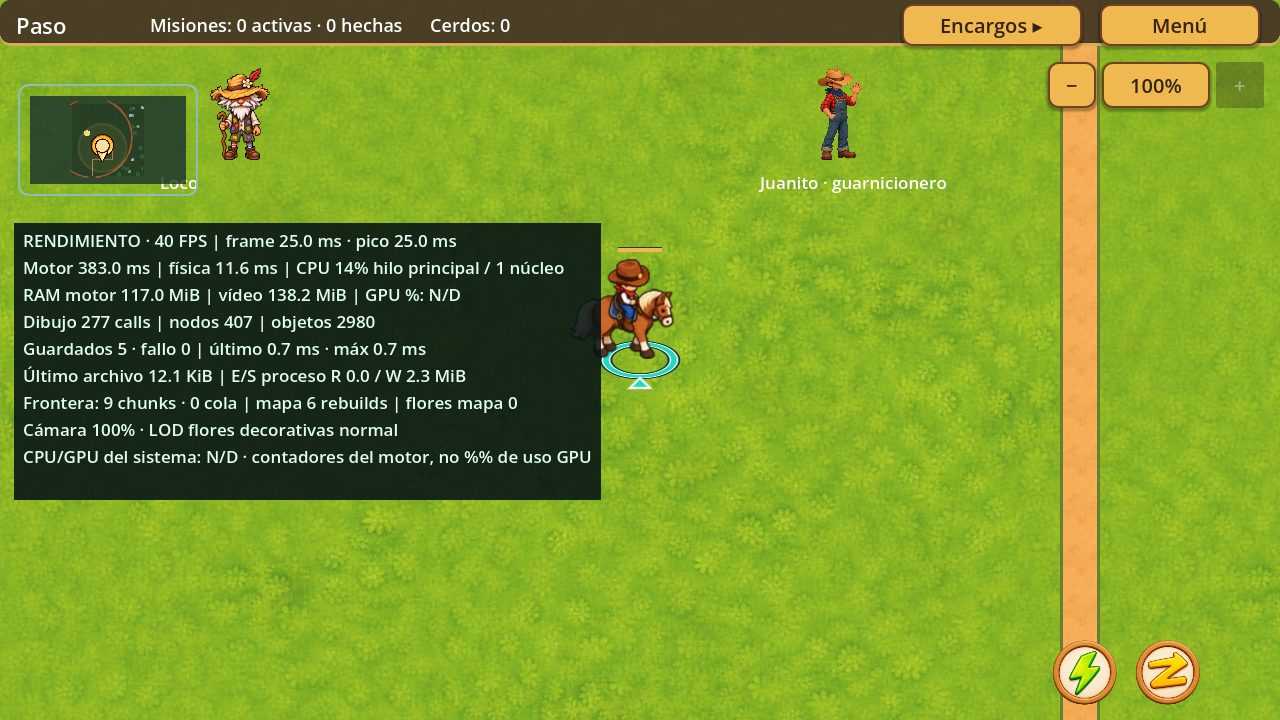 Paso
Misiones: 0 activas · 0 hechas
Cerdos: 0
Encargos ▸
Menú
−
100%
+
Loco
Juanito · guarnicionero
RENDIMIENTO · 40 FPS | frame 25.0 ms · pico 25.0 ms
Motor 383.0 ms | física 11.6 ms | CPU 14% hilo principal / 1 núcleo
RAM motor 117.0 MiB | vídeo 138.2 MiB | GPU %: N/D
Dibujo 277 calls | nodos 407 | objetos 2980
Guardados 5 · fallo 0 | último 0.7 ms · máx 0.7 ms
Último archivo 12.1 KiB | E/S proceso R 0.0 / W 2.3 MiB
Frontera: 9 chunks · 0 cola | mapa 6 rebuilds | flores mapa 0
Cámara 100% · LOD flores decorativas normal
CPU/GPU del sistema: N/D · contadores del motor, no %% de uso GPU